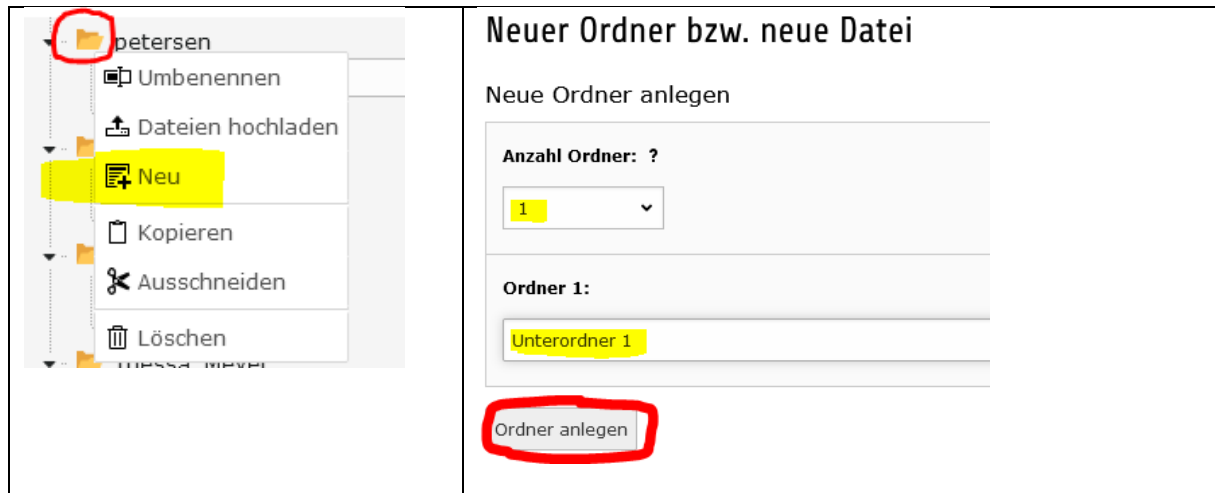 petersen
Umbenennen
Dateien hochladen
Neu
Kopieren
Ausschneiden
Löschen
Neuer Ordner bzw. neue Datei
Neue Ordner anlegen
Anzahl Ordner: ?
1
Ordner 1:
Unterordner 1
Ordner anlegen